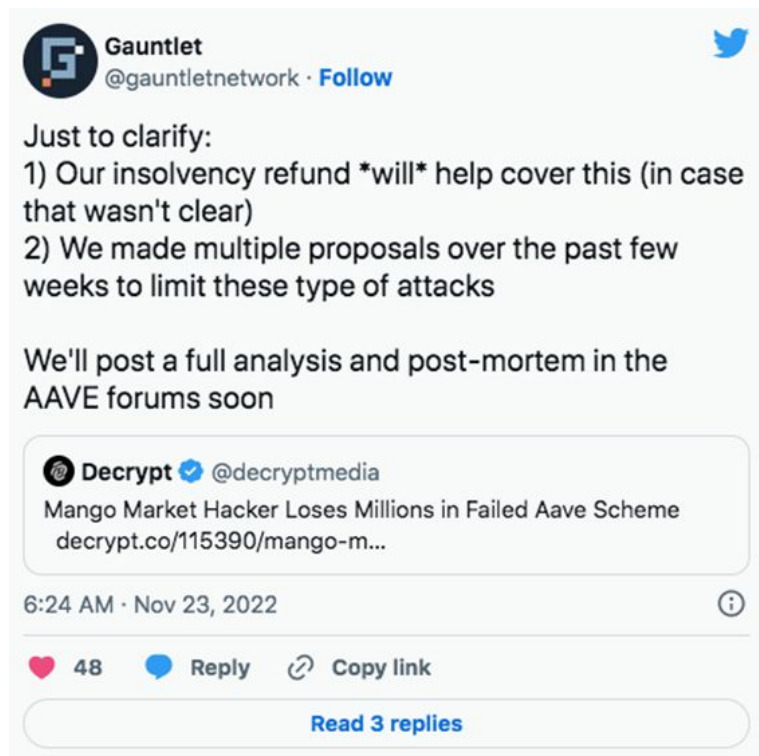 Gauntlet
@gauntletnetwork · Follow
Just to clarify:
1) Our insolvency refund *will* help cover this (in case
that wasn't clear)
2) We made multiple proposals over the past few
weeks to limit these type of attacks
We'll post a full analysis and post-mortem in the
AAVE forums soon
Decrypt @decryptmedia
Mango Market Hacker Loses Millions in Failed Aave Scheme
decrypt.co/115390/mango-m...
6:24 AM · Nov 23, 2022
48 Reply Copy link
Read 3 replies